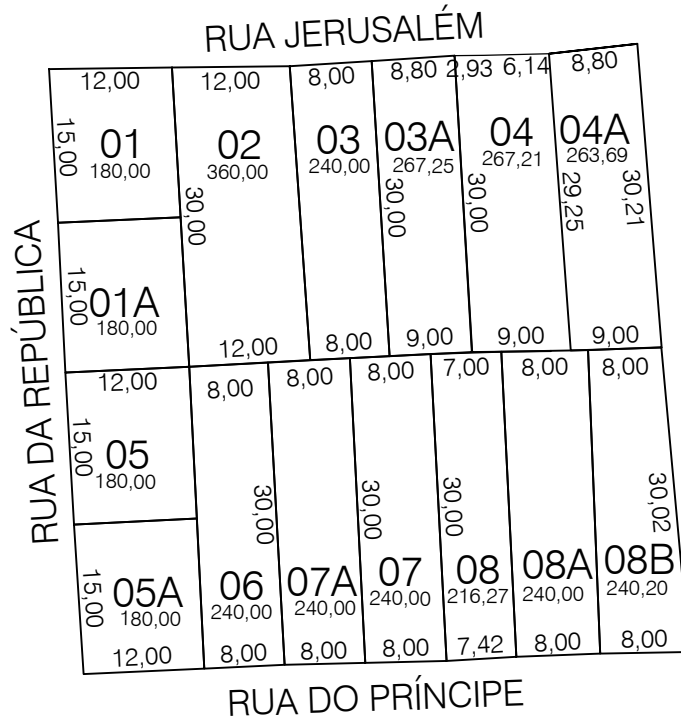 RUA JERUSALÉM
12,00 12,00 8,00 8,80 2,93 6,14 8,80
15,00 01 180,00
02 360,00 30,00
03 240,00
03A 267,25 30,00
04 267,21 30,00
04A 263,69 29,25 30,21
RUA DA REPÚBLICA
15,00 01A 180,00
12,00 8,00 9,00 9,00 9,00
12,00 8,00 8,00 8,00 7,00 8,00 8,00
15,00 05 180,00
30,00 30,00 30,00 30,02
15,00 05A 180,00
06 240,00
07A 240,00
07 240,00
08 216,27
08A 240,00
08B 240,20
12,00 8,00 8,00 8,00 7,42 8,00 8,00
RUA DO PRÍNCIPE